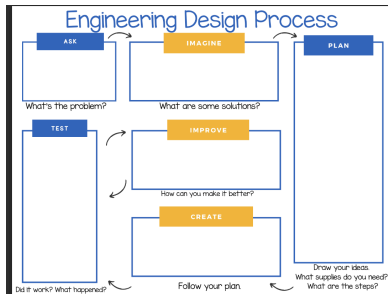 Engineering Design Process
ASK
IMAGINE
PLAN
What's the problem?
What are some solutions?
TEST
IMPROVE
How can you make it better?
CREATE
Draw your ideas.
What supplies do you need?
What are the steps?
Did it work? What happened?
Follow your plan.